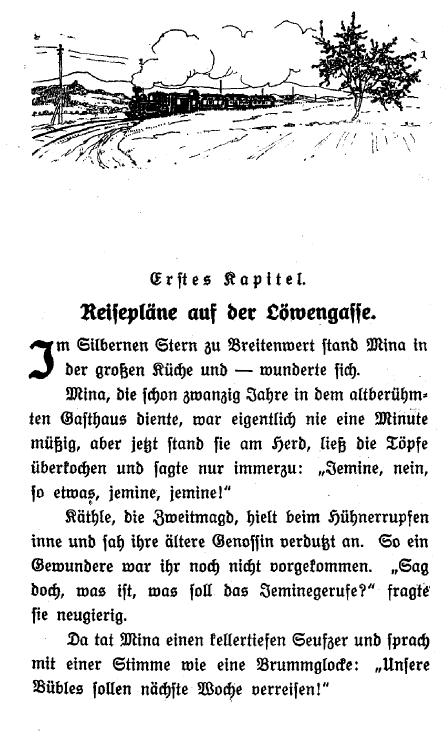 Erstes Kapitel.
Reisepläne auf der Löwengasse.
Im Silbernen Stern zu Breitenwert stand Mina in
der großen Küche und — wunderte sich.
Mina, die schon zwanzig Jahre in dem altberühm-
ten Gasthaus diente, war eigentlich nie eine Minute
müßig, aber jetzt stand sie am Herd, ließ die Töpfe
überkochen und sagte nur immerzu: „Jemine, nein,
so etwas, jemine, jemine!“
Käthle, die Zweitmagd, hielt beim Hühnerrupfen
inne und sah ihre ältere Genossin verdutzt an. So ein
Gewundere war ihr noch nicht vorgekommen. „Sag
doch, was ist, was soll das Jeminegerufe?“ fragte
sie neugierig.
Da tat Mina einen kellertiefen Seufzer und sprach
mit einer Stimme wie eine Brummglocke: „Unsere
Bübles sollen nächste Woche verreisen!“